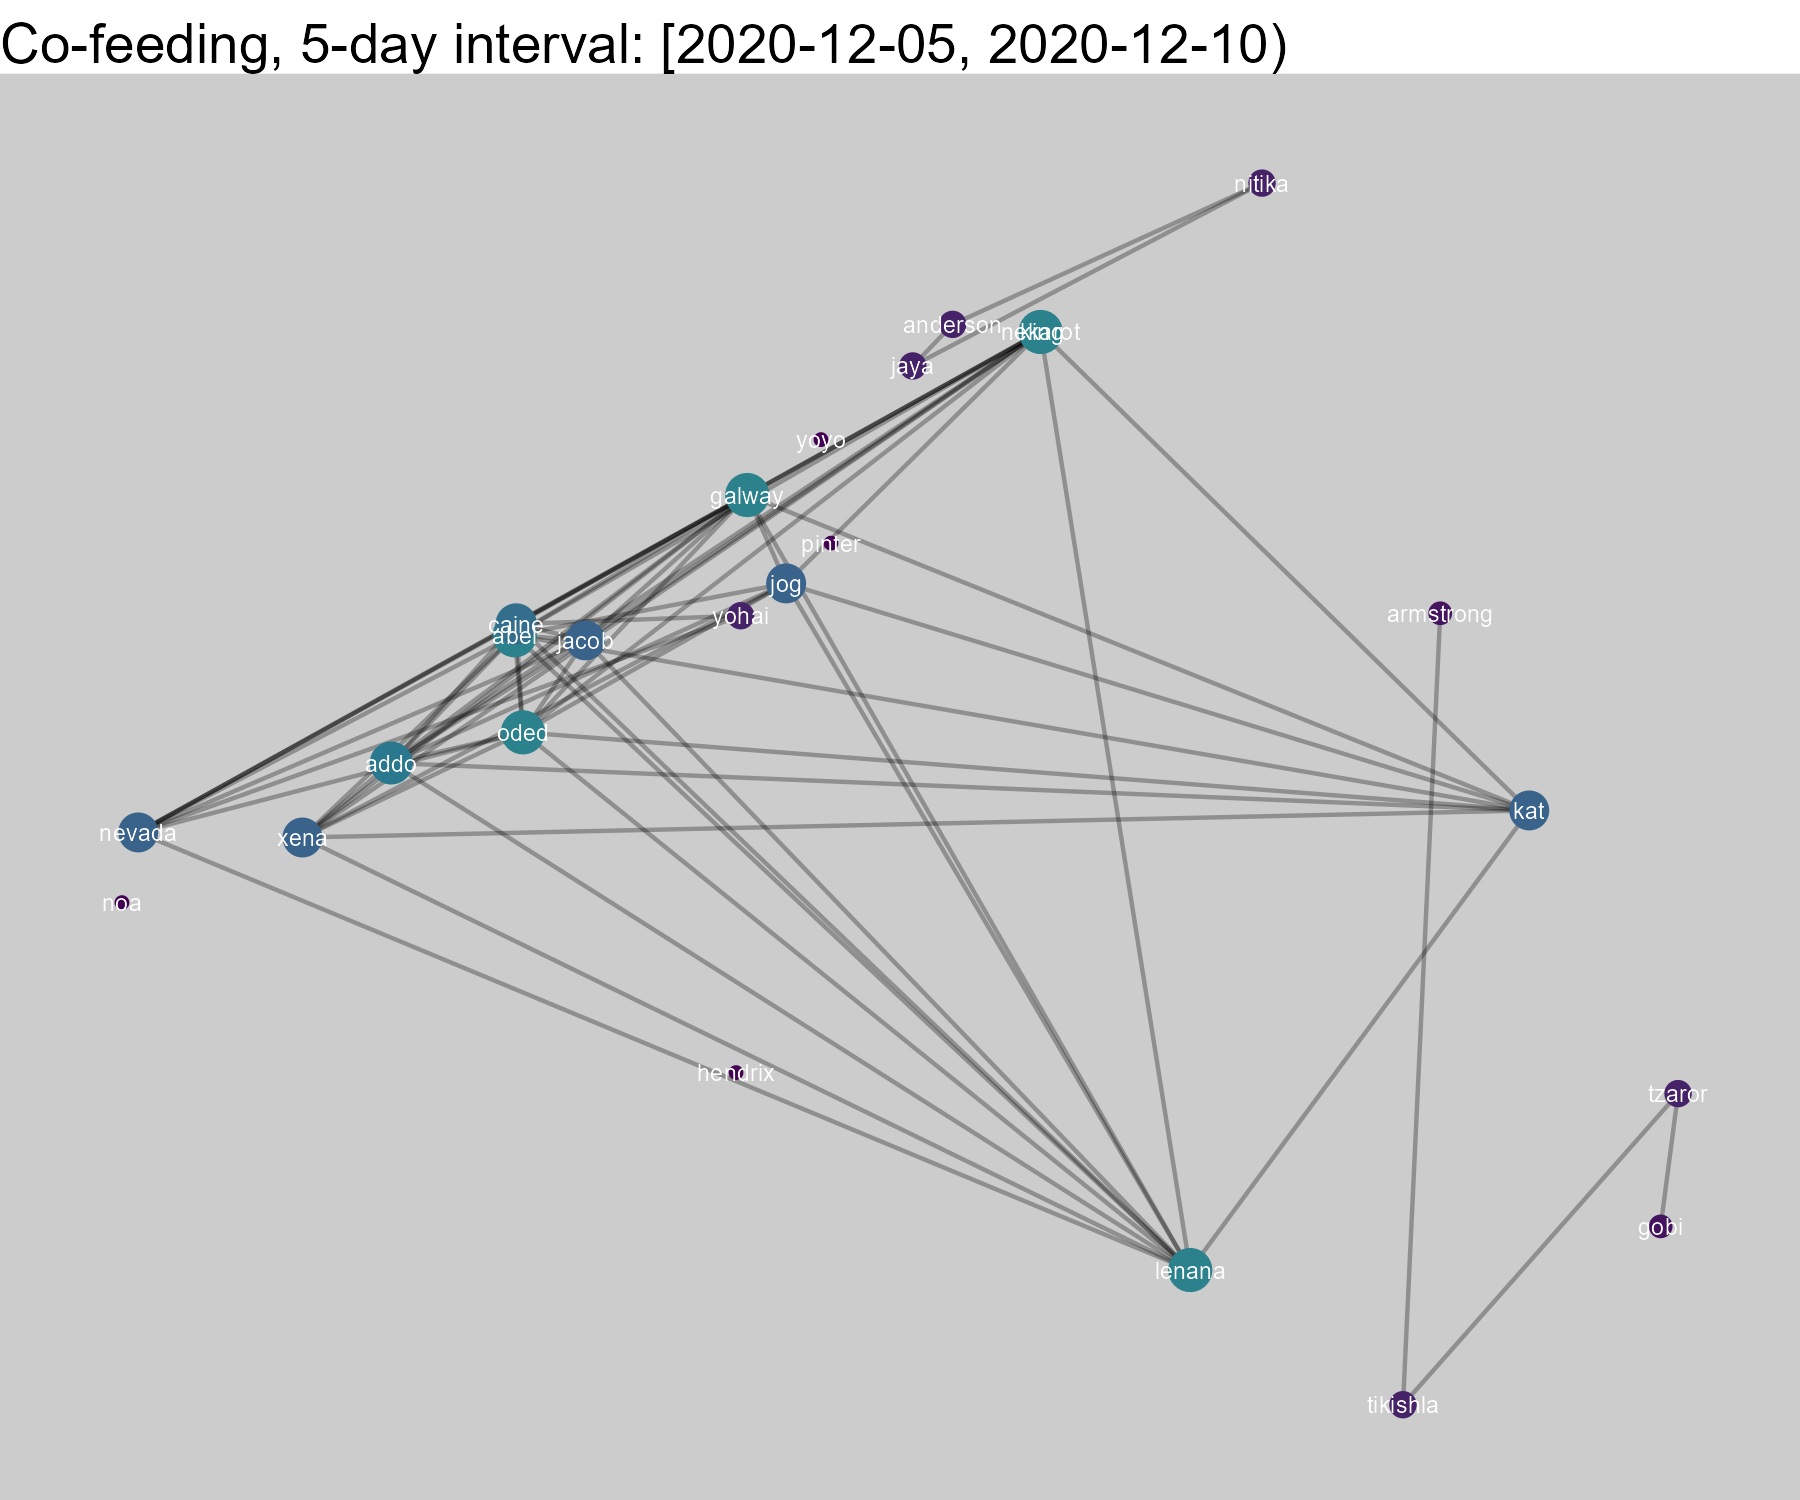 Co-feeding, 5-day interval: [2020-12-05, 2020-12-10)
nitika
anderson
jaya
yoyo
galway
pinter
jog
yohai
armstrong
caine
abel
jacob
oded
addo
kat
nevada
xena
noa
hendrix
tzaror
gobi
lenana
tikishla